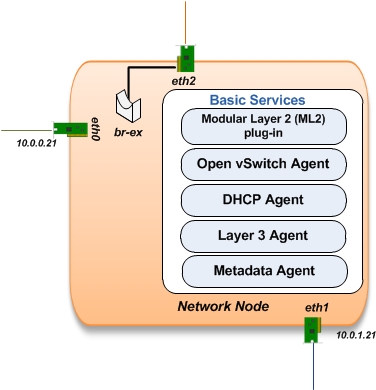 eth2
br-ex
eth0
10.0.0.21
Basic Services
Modular Layer 2 (ML2)
plug-in
Open vSwitch Agent
DHCP Agent
Layer 3 Agent
Metadata Agent
Network Node
eth1
10.0.1.21